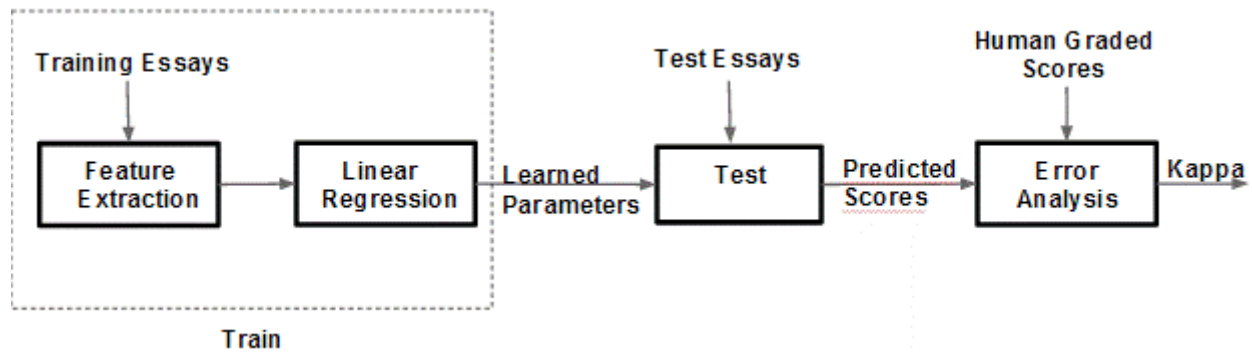 Training Essays
Feature
Extraction
Linear
Regression
Learned
Parameters
Test Essays
Test
Predicted
Scores
Human Graded
Scores
Error
Analysis
Kappa
Train